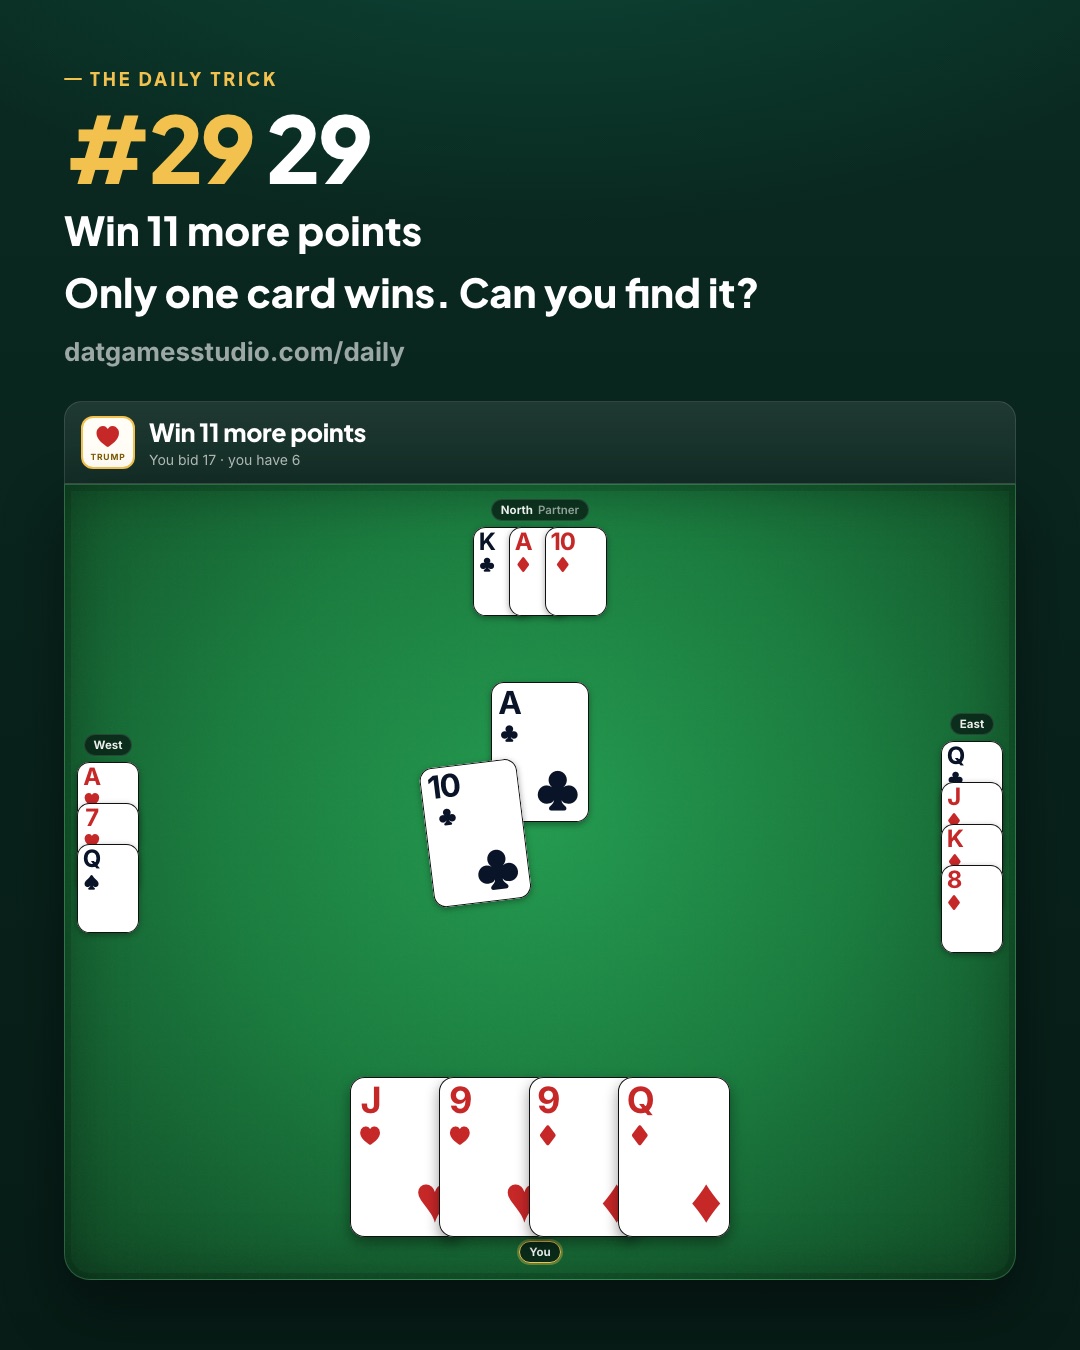 — THE DAILY TRICK
#29 29
Win 11 more points
Only one card wins. Can you find it?
datgamesstudio.com/daily
TRUMP
Win 11 more points
You bid 17 · you have 6
North Partner
K A 10
A
10
West
A
7
Q
East
Q
J
K
8
J 9 9 Q
You